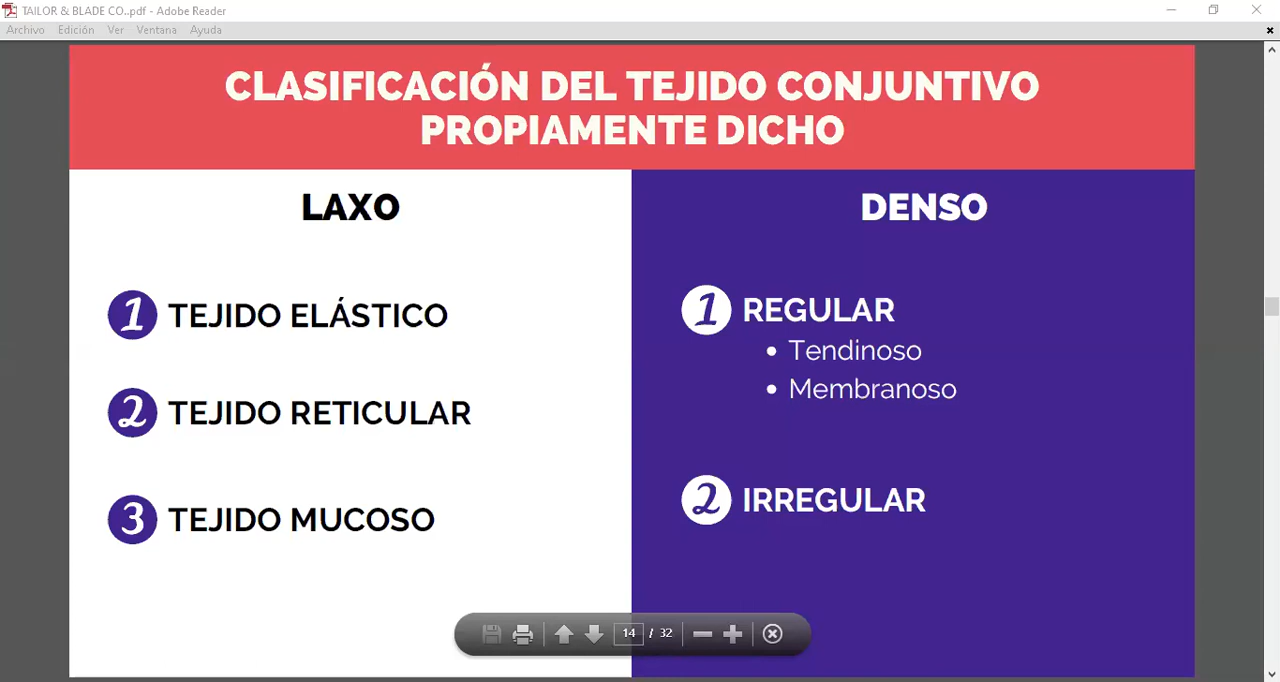 TAILOR & BLADE CO..pdf - Adobe Reader
Archivo Edición Ver Ventana Ayuda
CLASIFICACIÓN DEL TEJIDO CONJUNTIVO
PROPIAMENTE DICHO
LAXO
1 TEJIDO ELÁSTICO
2 TEJIDO RETICULAR
3 TEJIDO MUCOSO
DENSO
1 REGULAR
• Tendinoso
• Membranoso
2 IRREGULAR
14 / 32